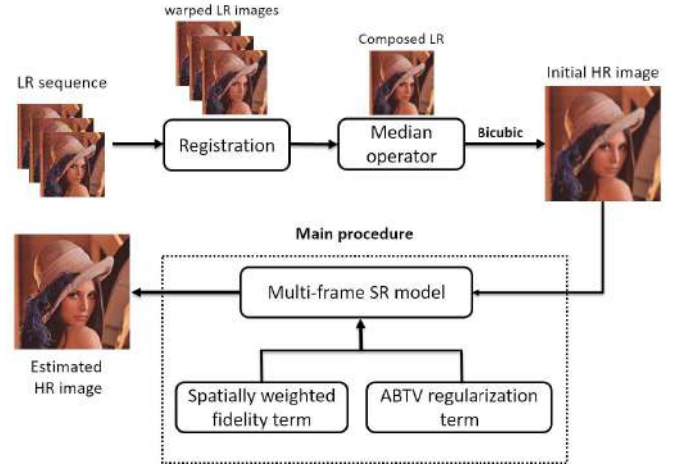 warped LR images
Composed LR
LR sequence
Initial HR image
Registration
Median
operator
Bicubic
Main procedure
Multi-frame SR model
Estimated
HR image
Spatially weighted
fidelity term
ABTV regularization
term